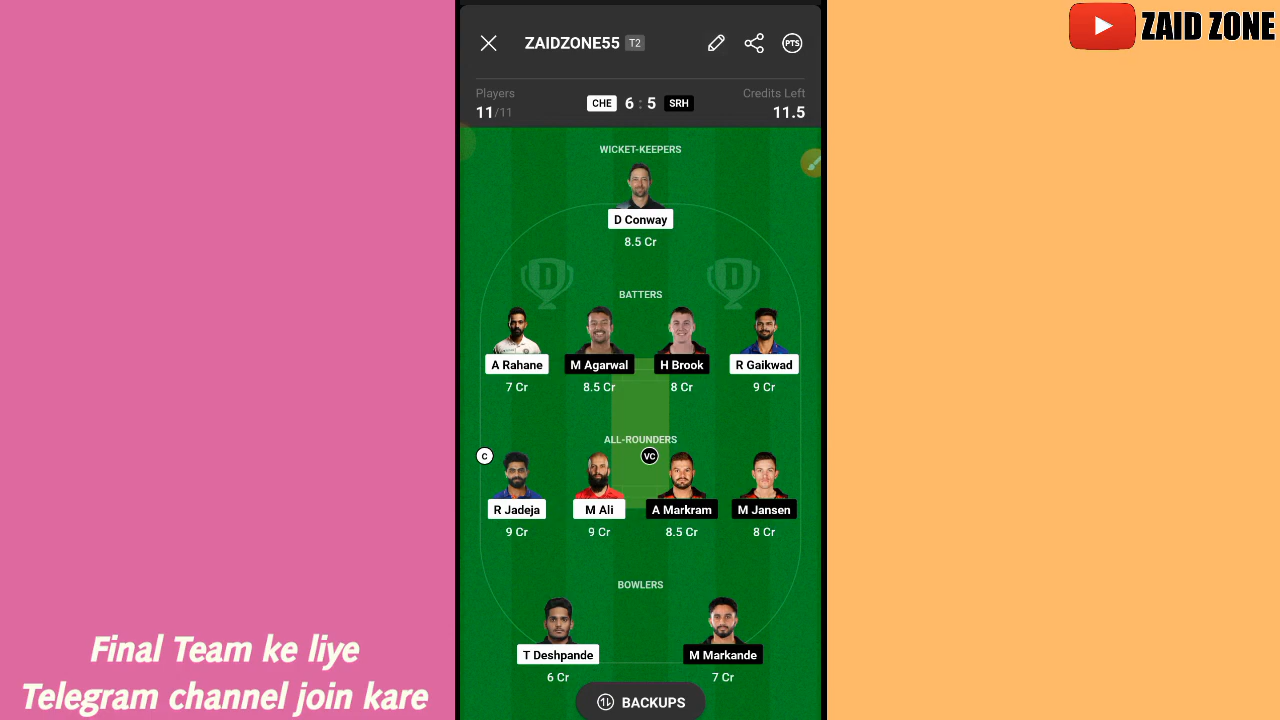 ZAID ZONE
ZAIDZONE55 T2
PTS
Players
11/11
CHE 6 : 5 SRH
Credits Left
11.5
WICKET-KEEPERS
D Conway
8.5 Cr
BATTERS
A Rahane M Agarwal H Brook R Gaikwad
7 Cr 8.5 Cr 8 Cr 9 Cr
ALL-ROUNDERS
C VC
R Jadeja M Ali A Markram M Jansen
9 Cr 9 Cr 8.5 Cr 8 Cr
BOWLERS
T Deshpande M Markande
6 Cr 7 Cr
BACKUPS
Final Team ke liye
Telegram channel join kare